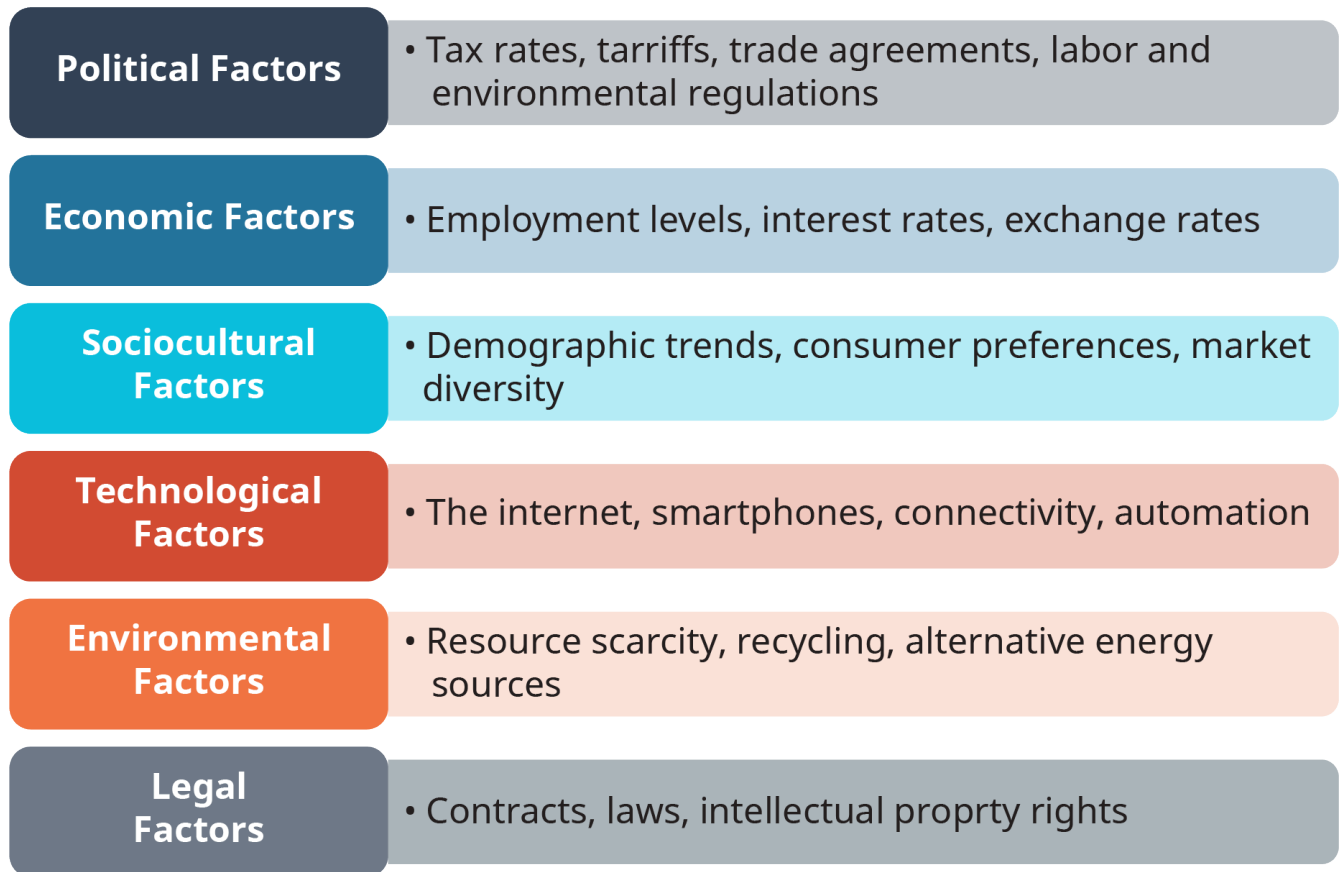 Political Factors
• Tax rates, tarriffs, trade agreements, labor and
environmental regulations
Economic Factors
• Employment levels, interest rates, exchange rates
Sociocultural
Factors
• Demographic trends, consumer preferences, market
diversity
Technological
Factors
• The internet, smartphones, connectivity, automation
Environmental
Factors
• Resource scarcity, recycling, alternative energy
sources
Legal
Factors
• Contracts, laws, intellectual proprty rights